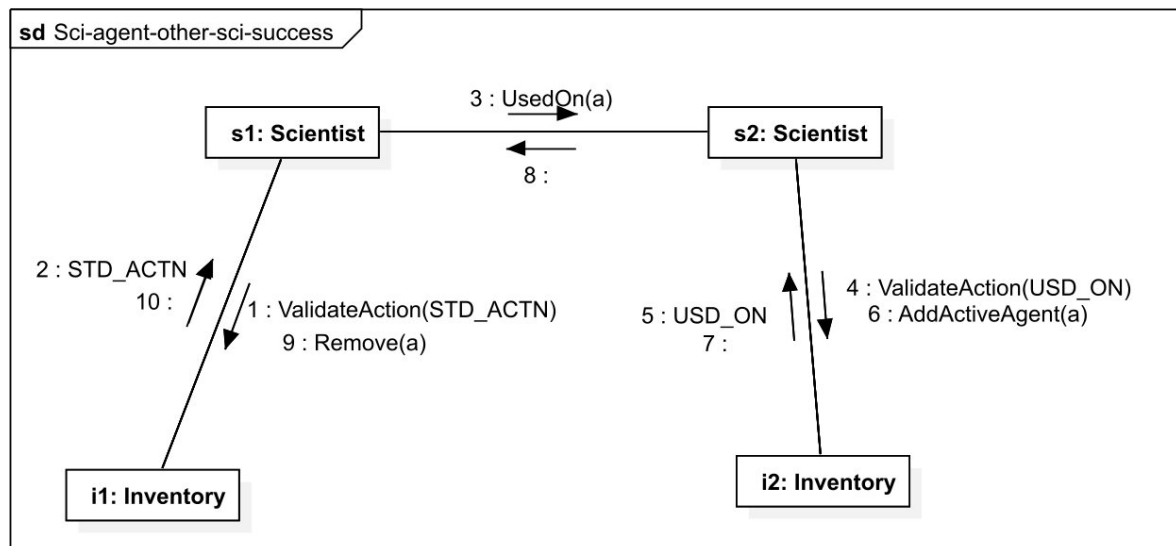 sd Sci-agent-other-sci-success
3 : UsedOn(a)
s1: Scientist
s2: Scientist
8 :
2 : STD_ACTN
10 :
1 : ValidateAction(STD_ACTN)
9 : Remove(a)
5 : USD_ON
7 :
4 : ValidateAction(USD_ON)
6 : AddActiveAgent(a)
i1: Inventory
i2: Inventory